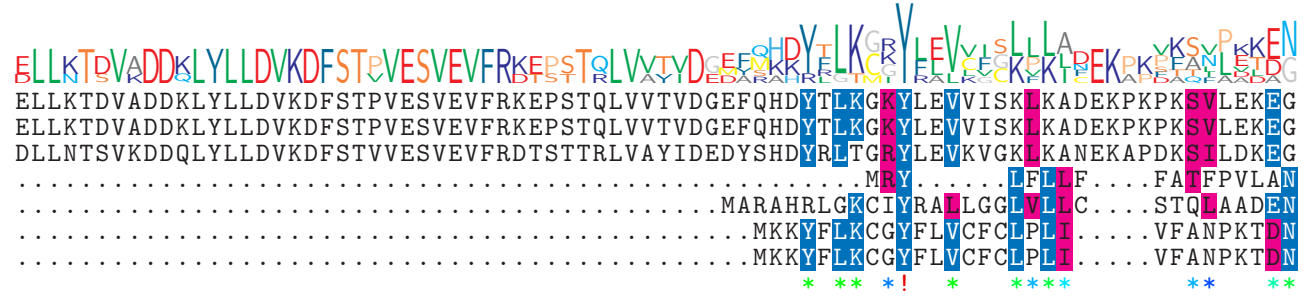 ELLKTDVADDKLYLLDVKDFSTPVESVEVFRKEPSTQLVVTVDGEFQHDYTLKGKYLEVVISKLKADEKPKPKSVLEKEG
ELLKTDVADDKLYLLDVKDFSTPVESVEVFRKEPSTQLVVTVDGEFQHDYTLKGKYLEVVISKLKADEKPKPKSVLEKEG
DLLNTSVKDDQLYLLDVKDFSTVVESVEVFRDTSTTRLVAYIDEDYSHDYRLTGRYLEVKVGKLKANEKAPDKSILDKEG
.....................................................MRY......LFLLF....FATFPVLAN
............................................MARAHRLGKCIYRALLGGLVLLC....STQLAADEN
..............................................MKKYFLKCGYFLVCFCLPLI.....VFANPKTDN
..............................................MKKYFLKCGYFLVCFCLPLI.....VFANPKTDN
* ** *! * **** ** **